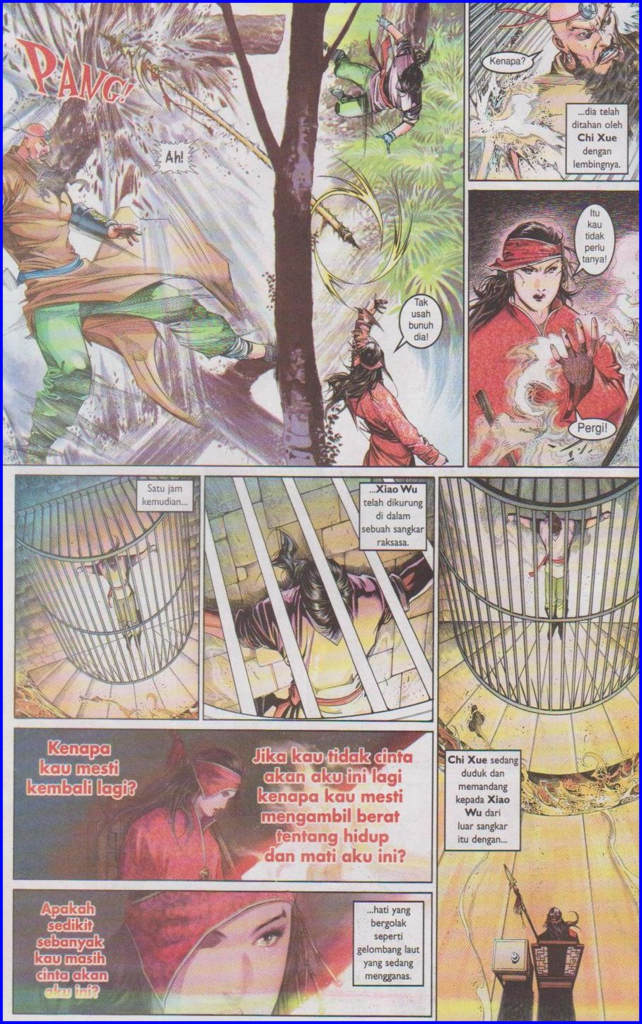 PANG!
Ah!
Tak
usah
bunuh
dia!
Kenapa?
...dia telah
ditahan oleh
Chi Xue
dengan
lembingnya.
Itu
kau
tidak
perlu
tanya!
Pergi!
Satu jam
kemudian...
...Xiao Wu
telah dikurung
di dalam
sebuah sangkar
raksasa.
Kenapa
kau mesti
kembali lagi?
Jika kau tidak cinta
akan aku ini lagi
kenapa kau mesti
mengambil berat
tentang hidup
dan mati aku ini?
Chi Xue sedang
duduk dan
memandang
kepada Xiao
Wu dari
luar sangkar
itu dengan...
Apakah
sedikit
sebanyak
kau masih
cinta akan
aku ini?
...hati yang
bergolak
seperti
gelombang laut
yang sedang
mengganas.